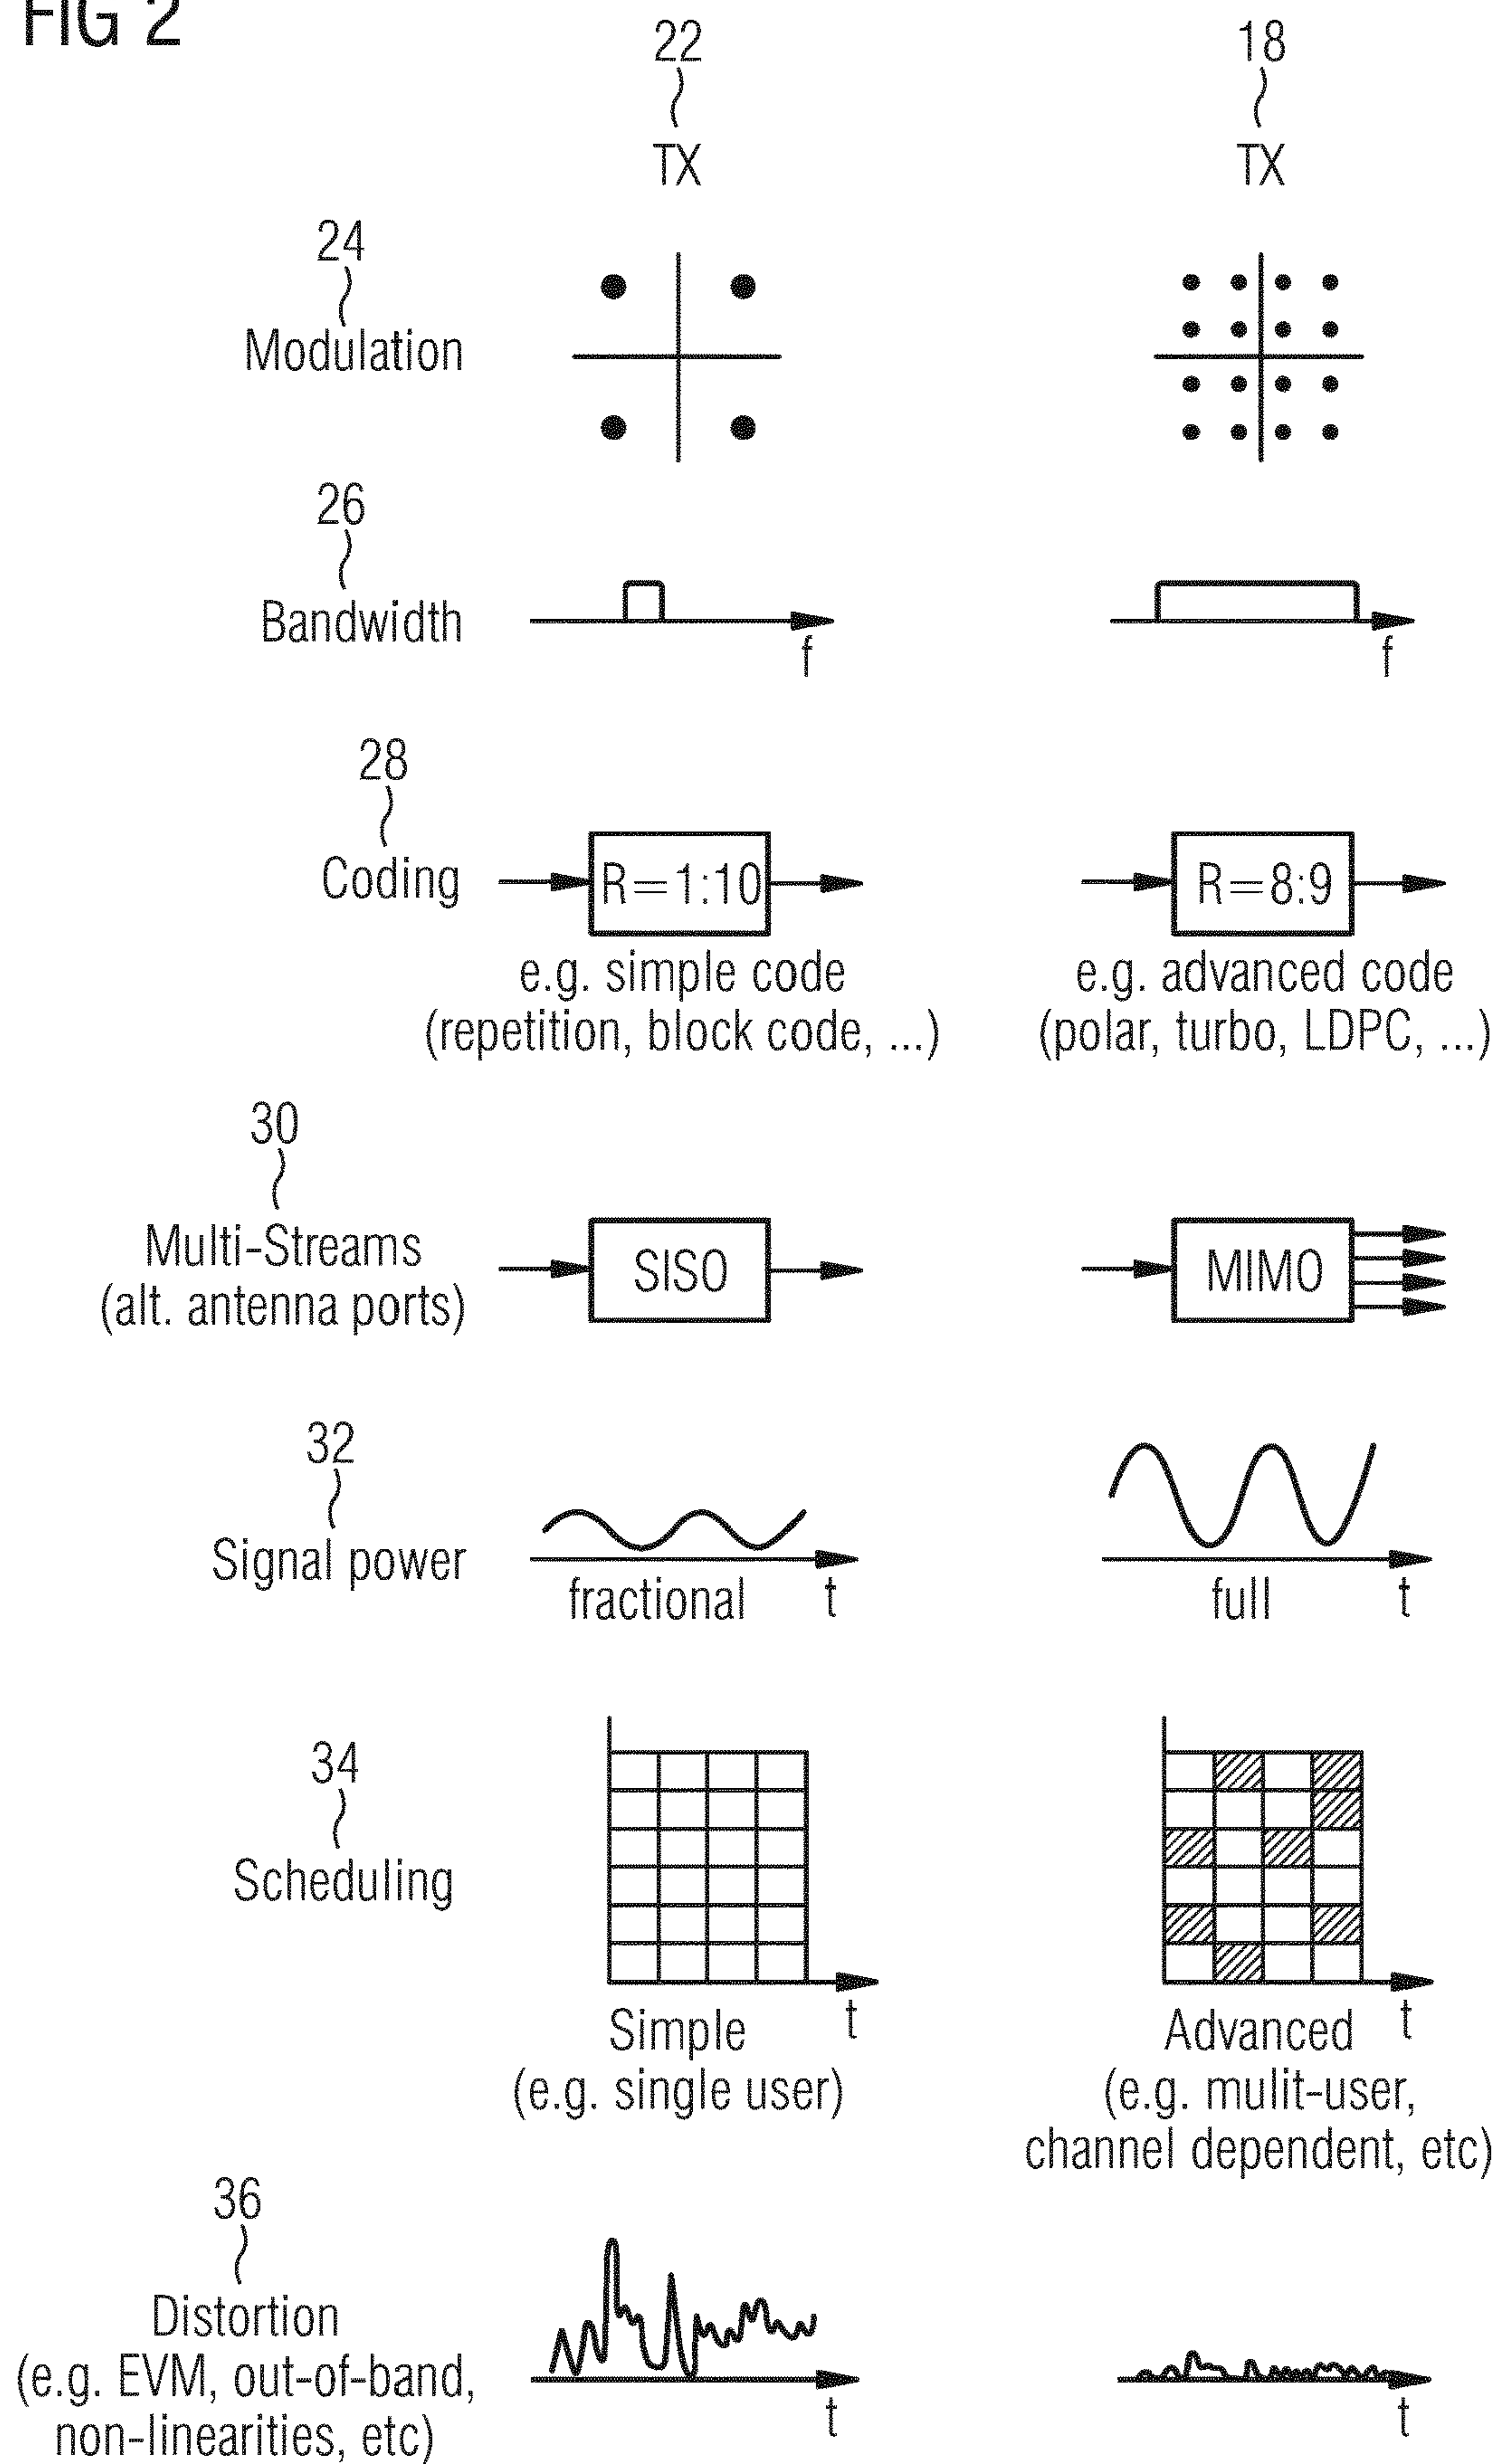 FIG 2
22
18
TX
TX
24
Modulation
26
Bandwidth
f
f
28
Coding
R=1:10
R=8:9
e.g. simple code
(repetition, block code, ...)
e.g. advanced code
(polar, turbo, LDPC, ...)
30
Multi-Streams
(alt. antenna ports)
SISO
MIMO
32
Signal power
fractional
t
full
t
34
Scheduling
Simple
t
(e.g. single user)
Advanced
t
(e.g. mulit-user,
channel dependent, etc)
36
Distortion
(e.g. EVM, out-of-band,
non-linearities, etc)
t
t